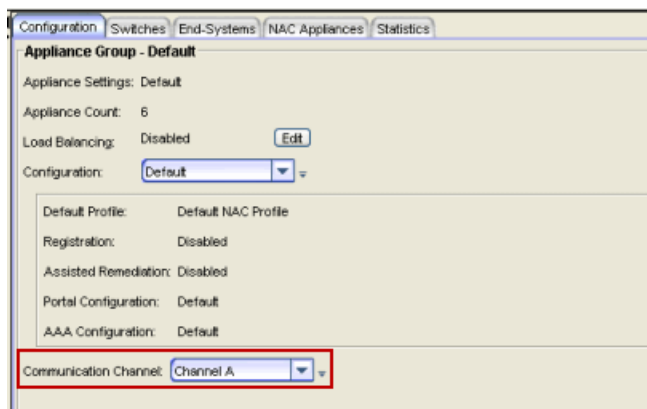 Configuration Switches End-Systems NAC Appliances Statistics
Appliance Group - Default
Appliance Settings: Default
Appliance Count: 6
Load Balancing: Disabled Edit
Configuration: Default
Default Profile: Default NAC Profile
Registration: Disabled
Assisted Remediation: Disabled
Portal Configuration: Default
AAA Configuration: Default
Communication Channel: Channel A